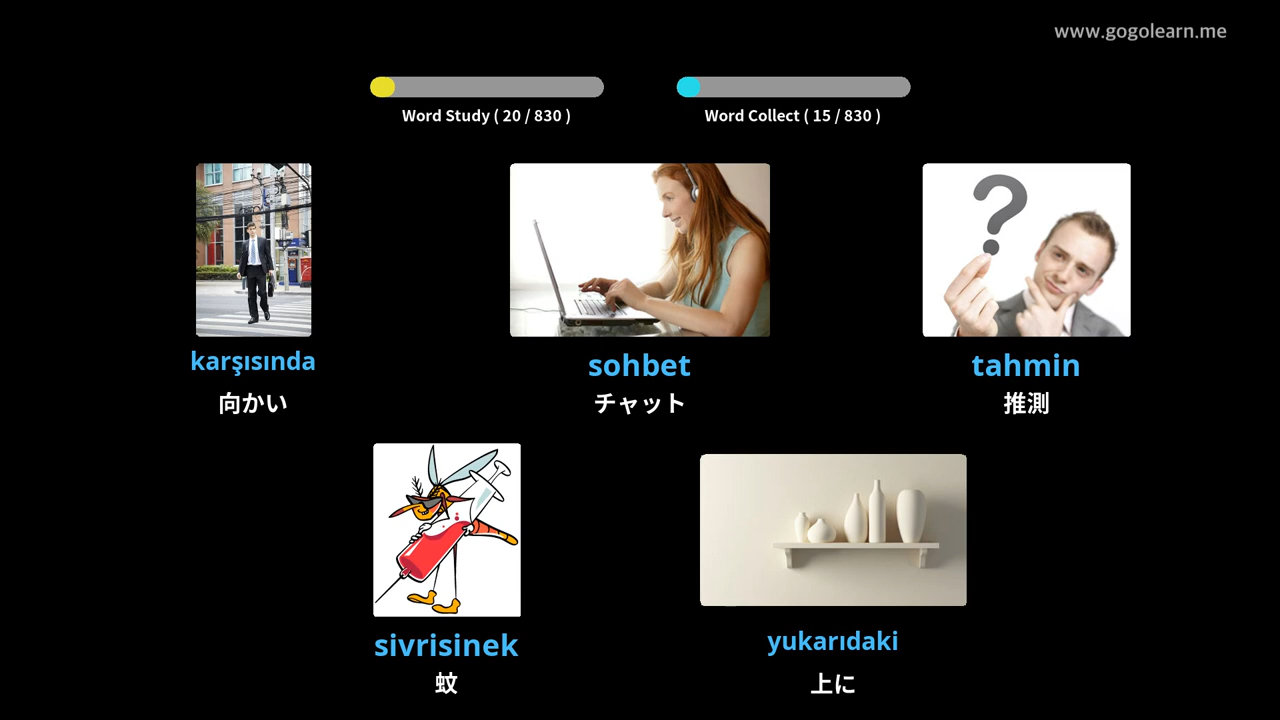 www.gogolearn.me
Word Study ( 20 / 830 )
Word Collect ( 15 / 830 )
karşısında
向かい
sohbet
チャット
tahmin
推測
sivrisinek
蚊
yukarıdaki
上に